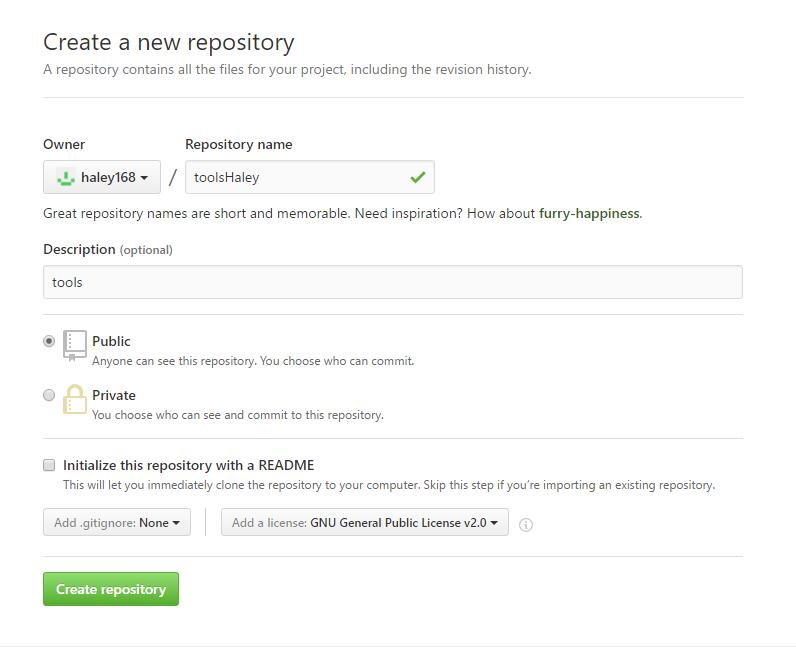 Create a new repository
A repository contains all the files for your project, including the revision history.
Owner Repository name
haley168 / toolsHaley
Great repository names are short and memorable. Need inspiration? How about furry-happiness.
Description (optional)
tools
Public
Anyone can see this repository. You choose who can commit.
Private
You choose who can see and commit to this repository.
Initialize this repository with a README
This will let you immediately clone the repository to your computer. Skip this step if you’re importing an existing repository.
Add .gitignore: None Add a license: GNU General Public License v2.0
Create repository